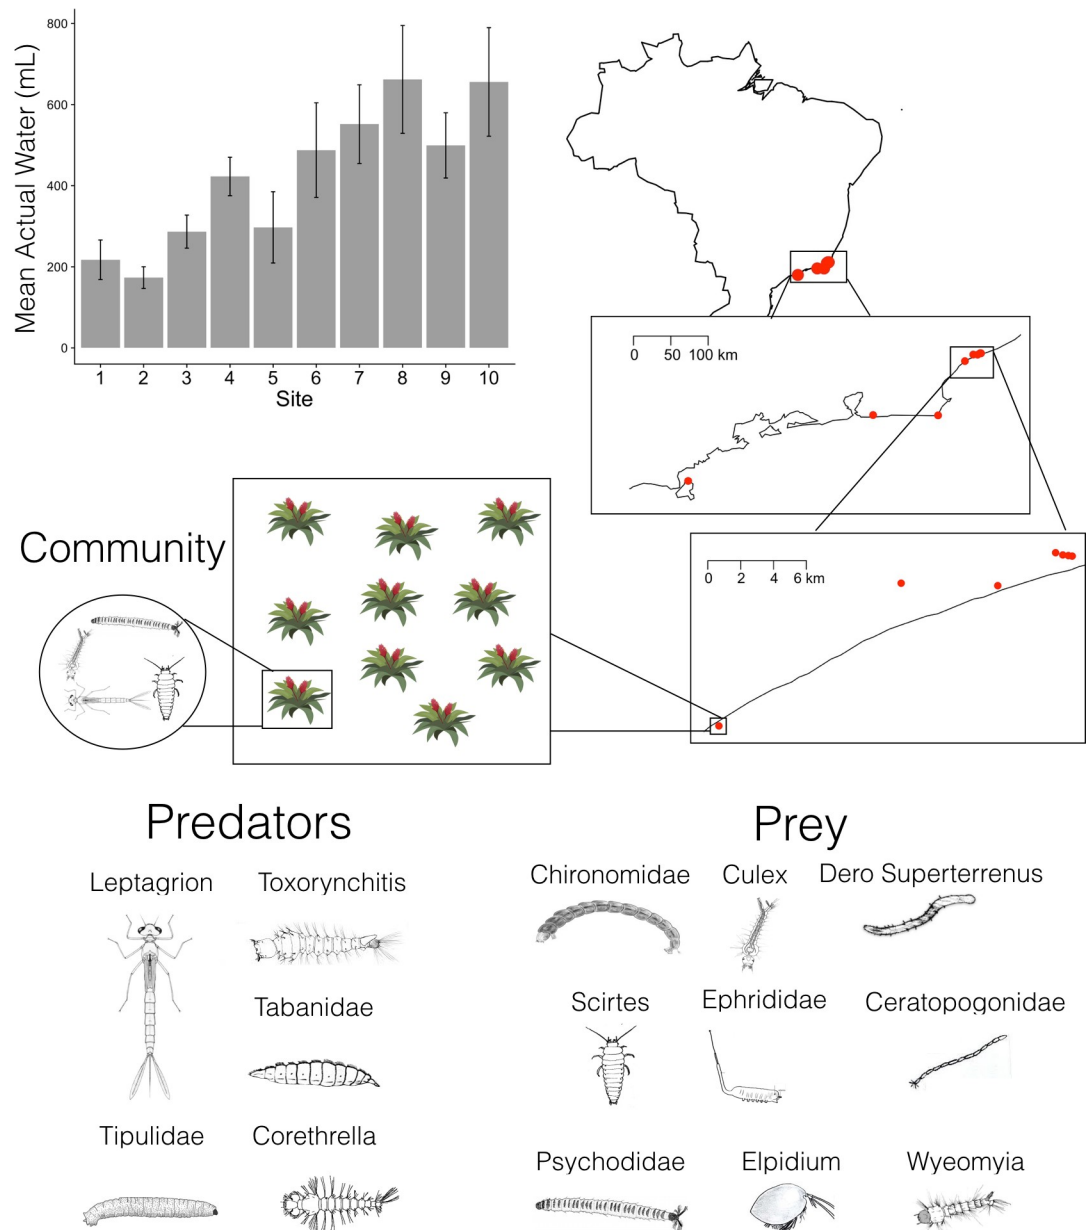 800
600
400
200
0
Mean Actual Water (mL)
1 2 3 4 5 6 7 8 9 10
Site
0 50 100 km
0 2 4 6 km
Community
Predators
Prey
Leptagrion
Toxorynchitis
Chironomidae
Culex
Dero Superterrenus
Tabanidae
Scirtes
Ephrididae
Ceratopogonidae
Tipulidae
Corethrella
Psychodidae
Elpidium
Wyeomyia